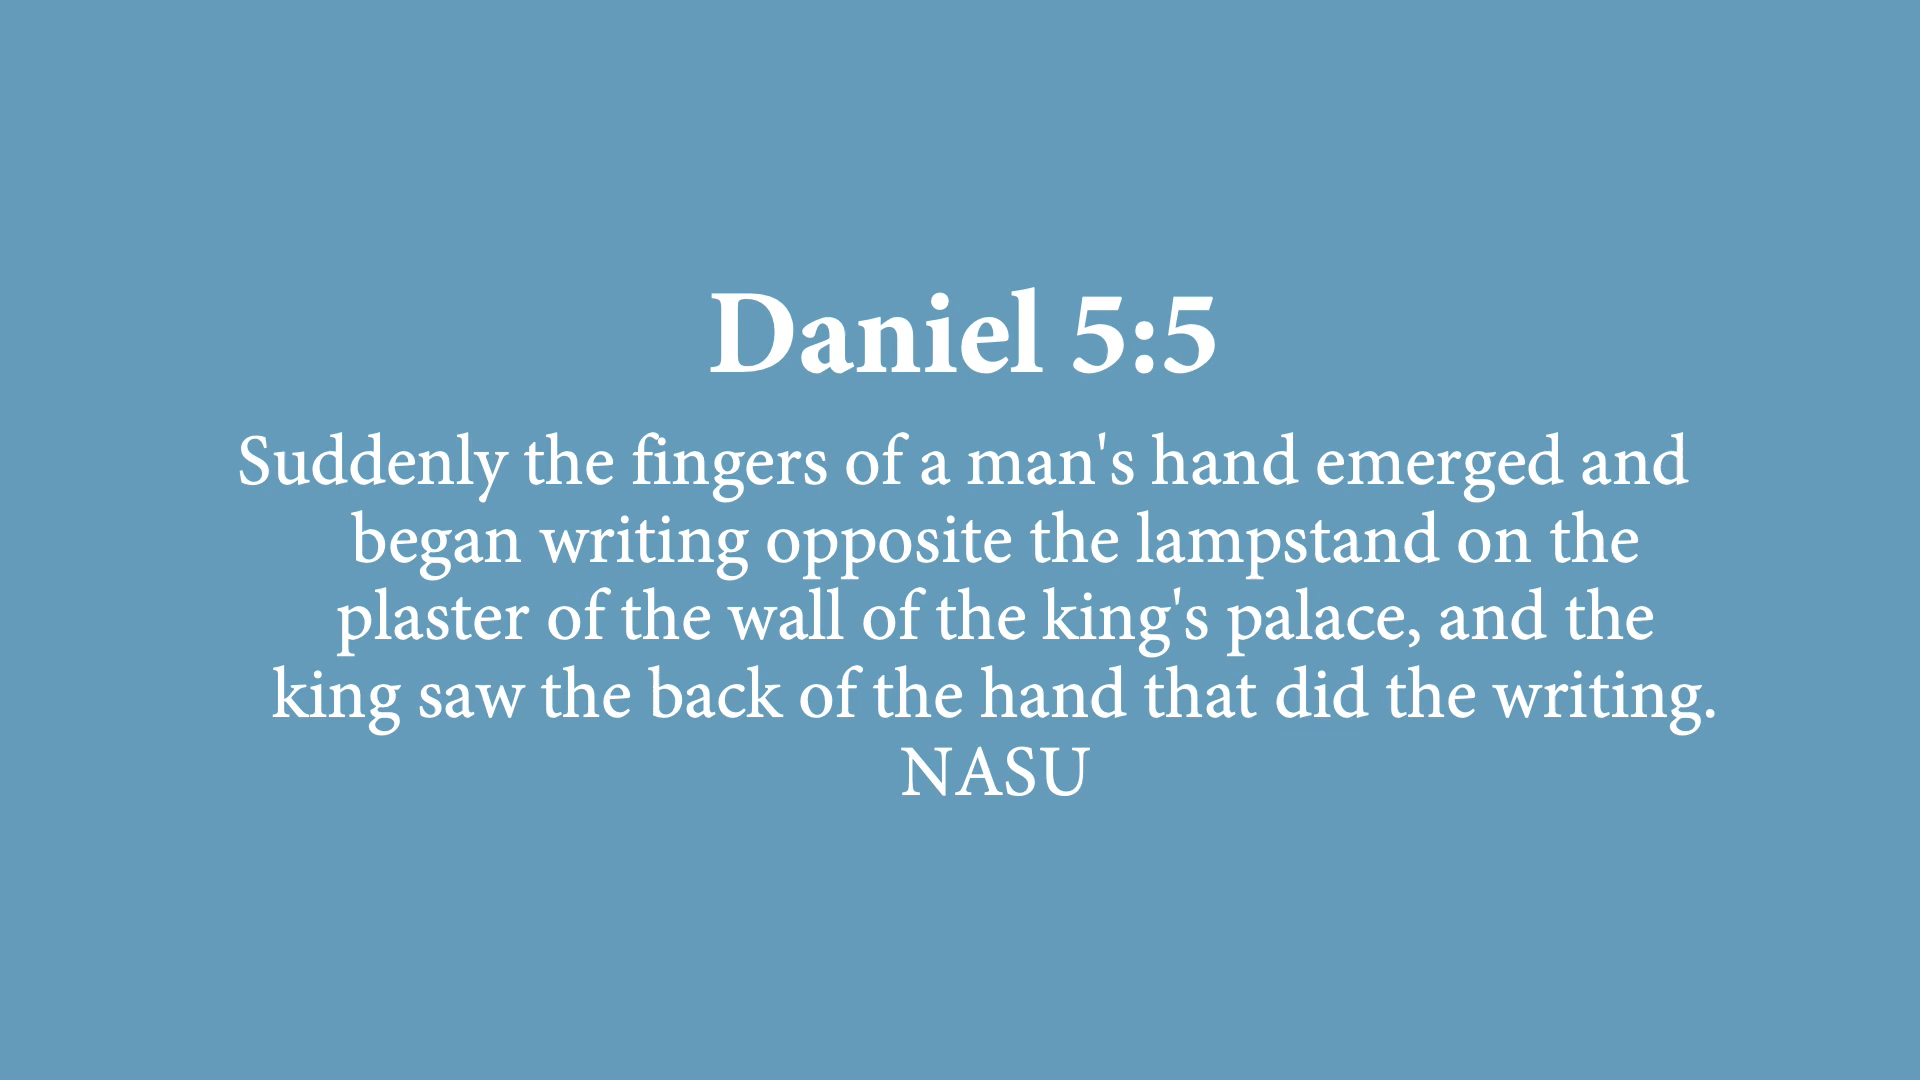 Daniel 5:5
Suddenly the fingers of a man's hand emerged and
began writing opposite the lampstand on the
plaster of the wall of the king's palace, and the
king saw the back of the hand that did the writing.
NASU